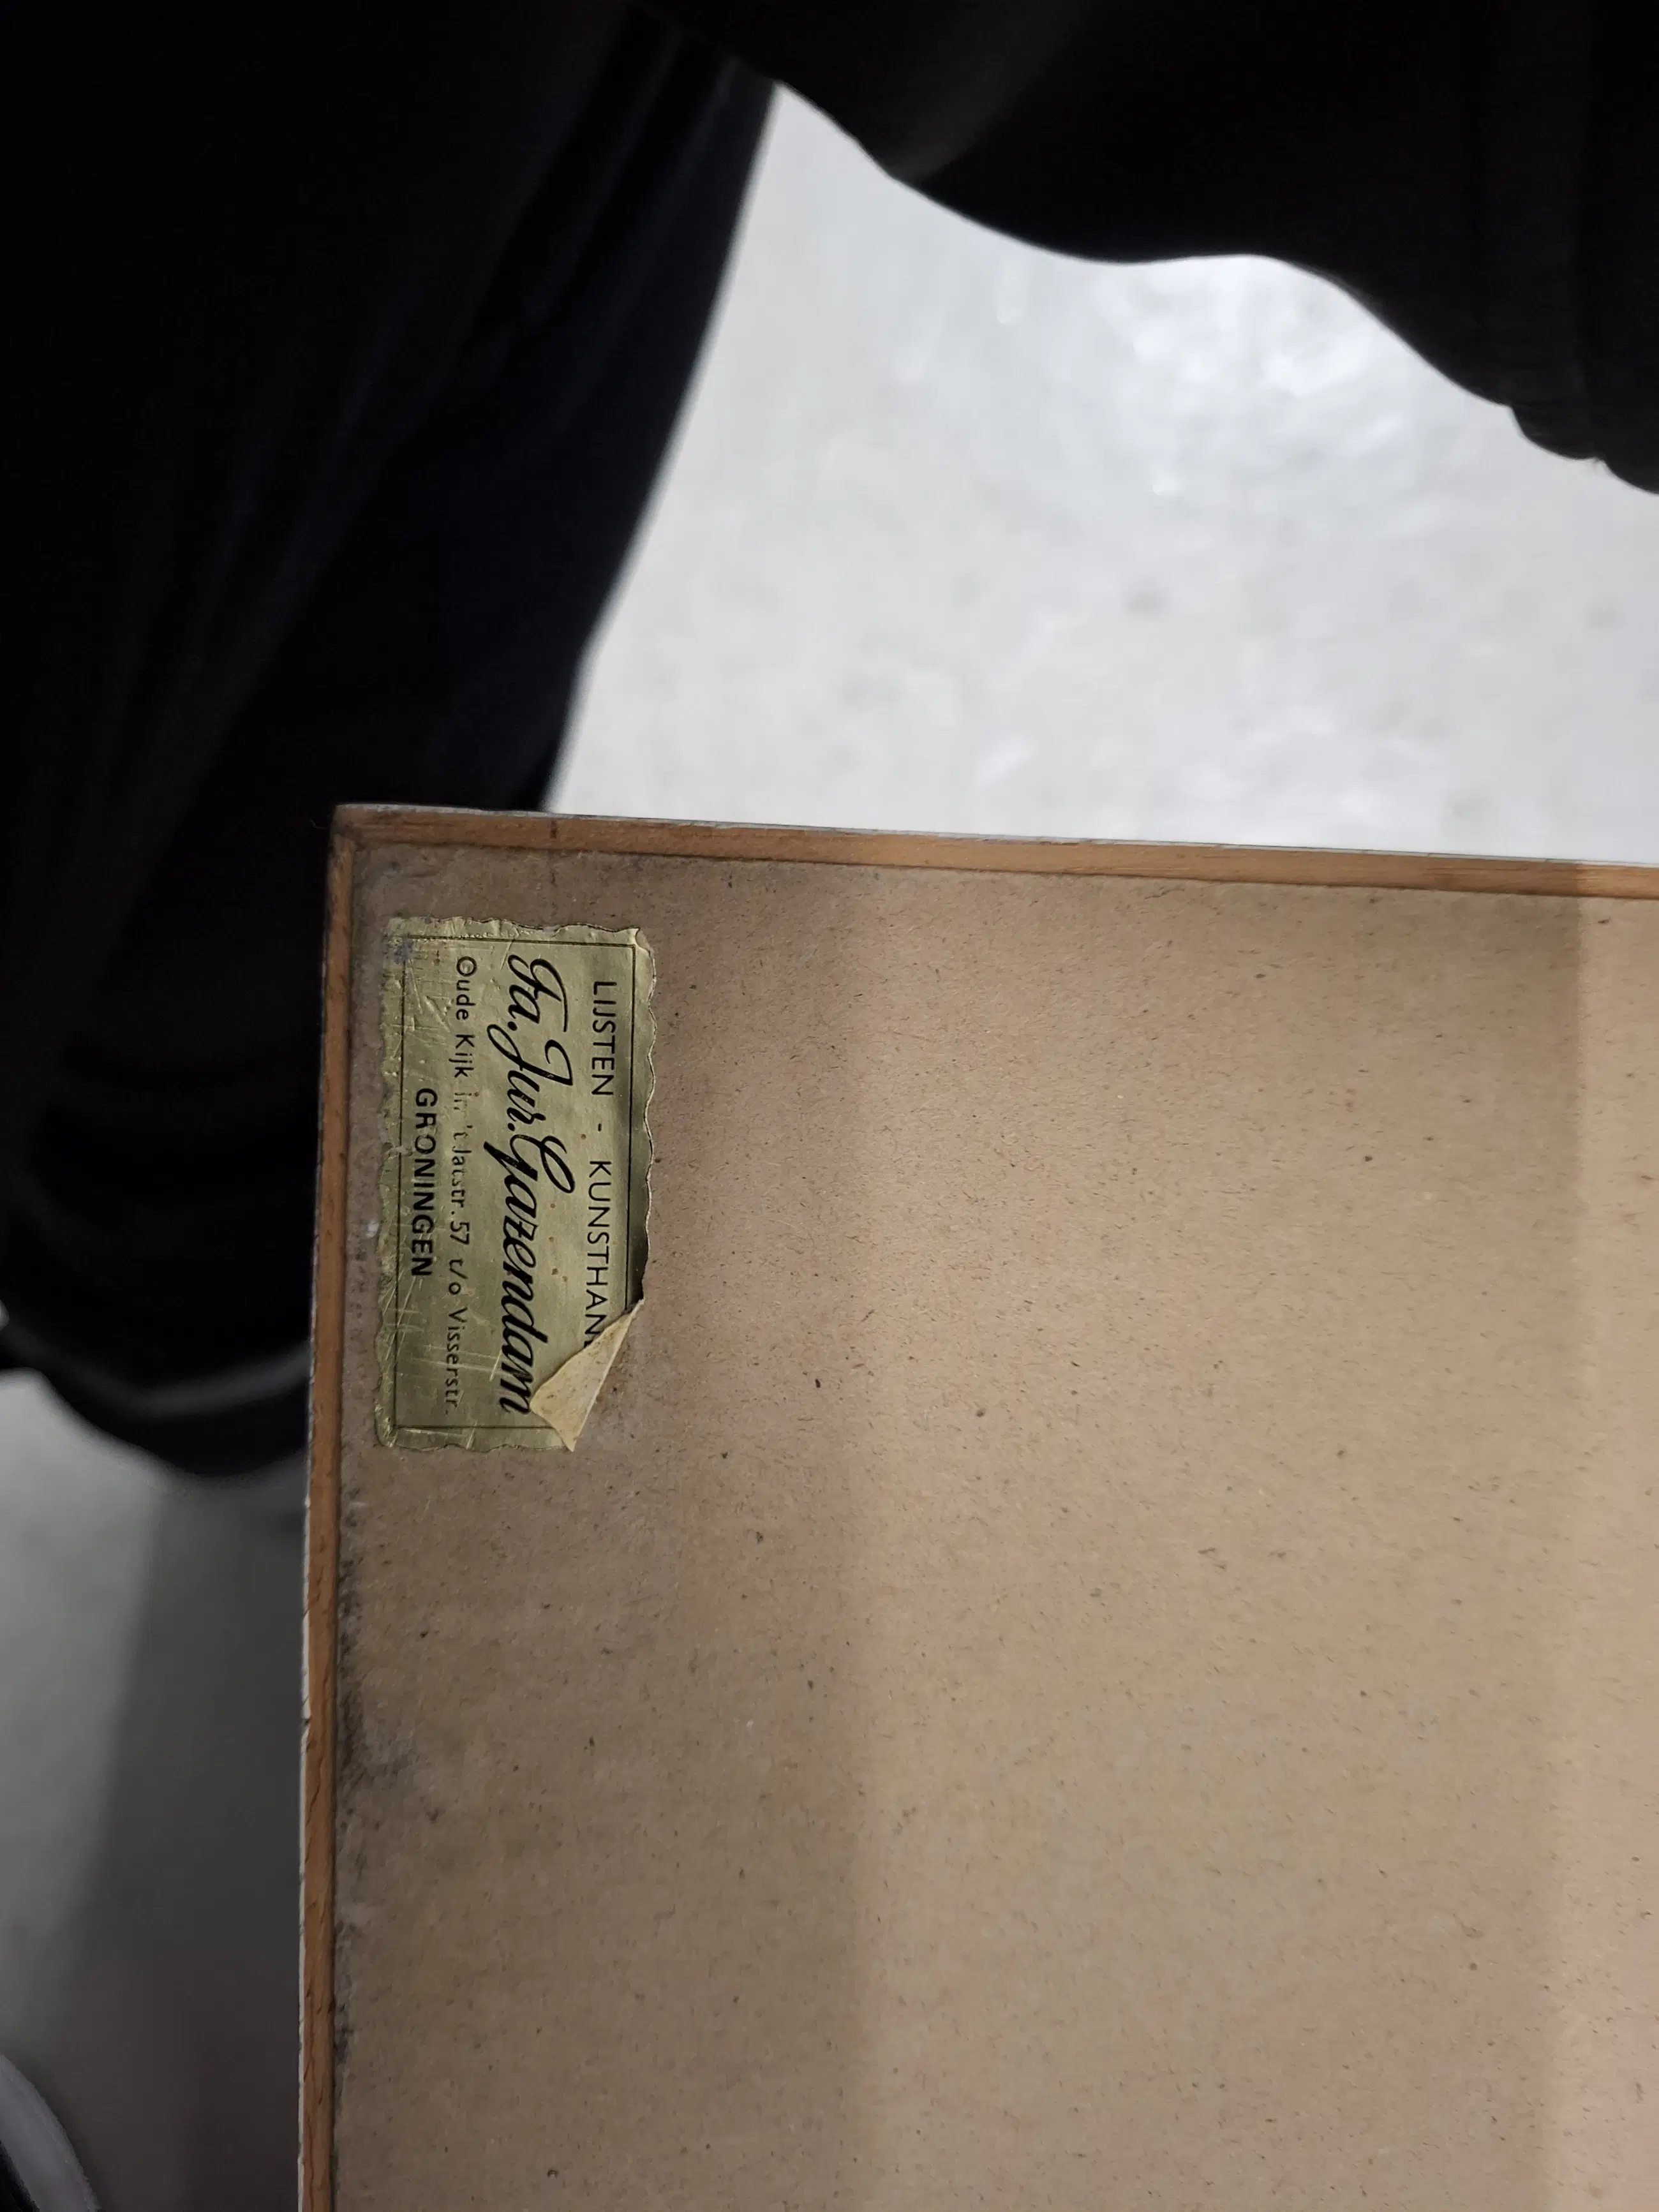 LIJSTEN - KUNSTHAN
Fa. Jur. Gazendam
Oude Kijk in 't Jatstr. 57 t/o Visserstr.
GRONINGEN